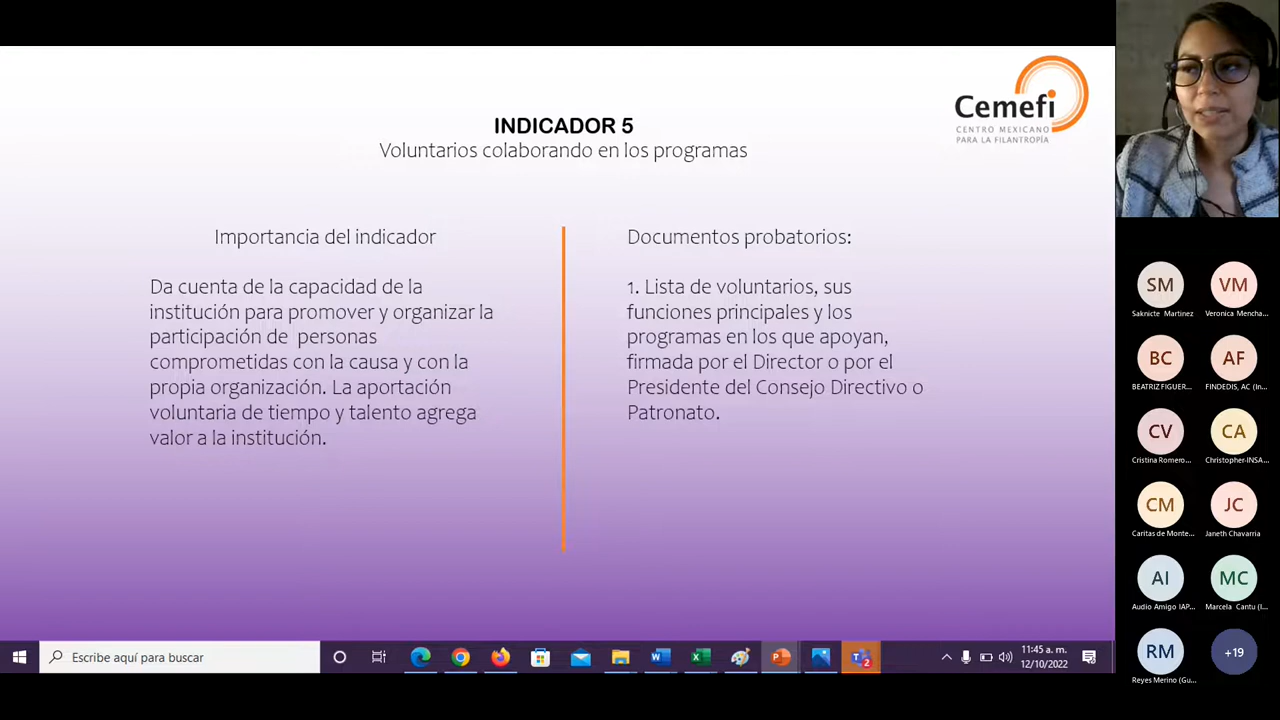 Cemefi
CENTRO MEXICANO
PARA LA FILANTROPÍA
INDICADOR 5
Voluntarios colaborando en los programas
Importancia del indicador
Da cuenta de la capacidad de la
institución para promover y organizar la
participación de personas
comprometidas con la causa y con la
propia organización. La aportación
voluntaria de tiempo y talento agrega
valor a la institución.
Documentos probatorios:
1. Lista de voluntarios, sus
funciones principales y los
programas en los que apoyan,
firmada por el Director o por el
Presidente del Consejo Directivo o
Patronato.
SM
Saknicte Martinez
VM
Veronica Mencha...
BC
BEATRIZ FIGUER...
AF
FINDEDIS, AC (In...
CV
Cristina Romero...
CA
Christopher-INSA...
CM
Caritas de Monte...
JC
Janeth Chavarria
AI
Audio Amigo IAP...
MC
Marcela Cantu (I...
RM
Reyes Merino (Gu...
+19
Escribe aquí para buscar
2
11:45 a. m.
12/10/2022